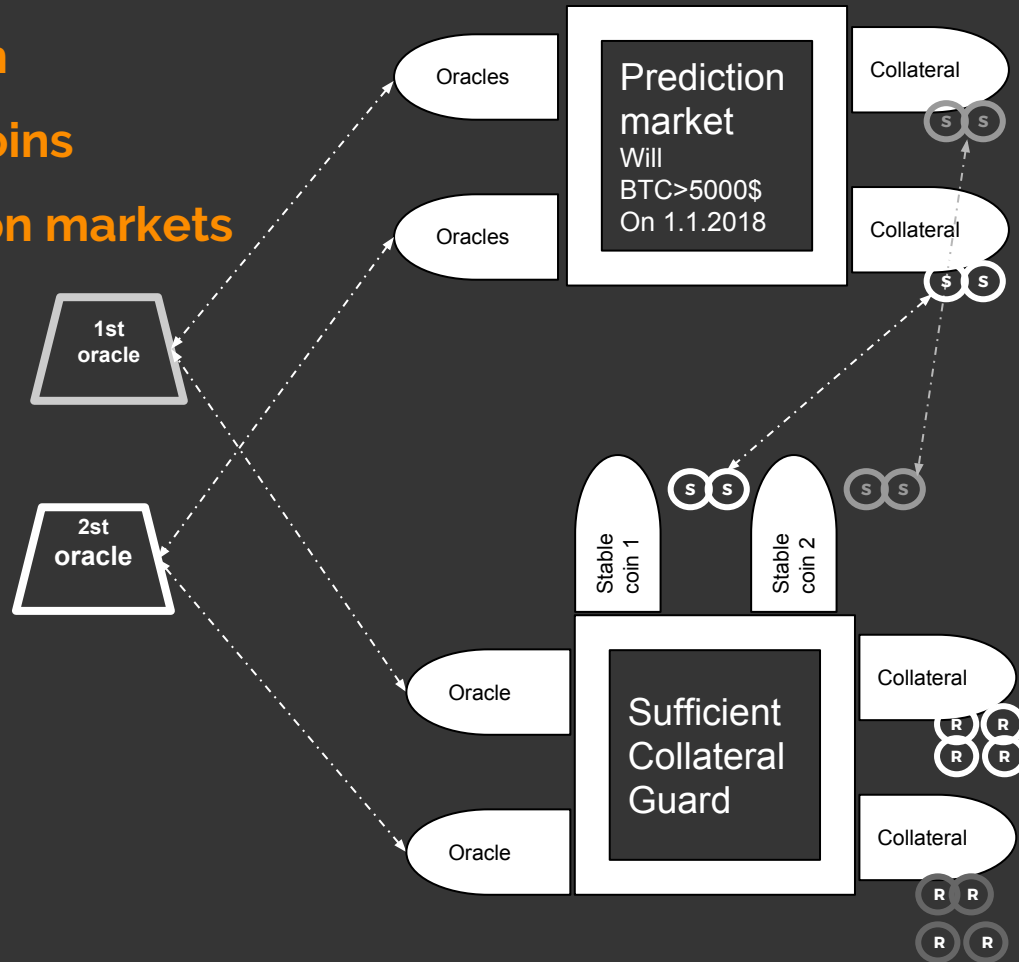 n
oins
on markets
Oracles
Prediction
market
Will
BTC>5000$
On 1.1.2018
Collateral
S S
Oracles
Collateral
$ S
1st
oracle
2st
oracle
S S
S S
Stable
coin 1
Stable
coin 2
Oracle
Sufficient
Collateral
Guard
Collateral
R R
R R
Oracle
Collateral
R R
R R